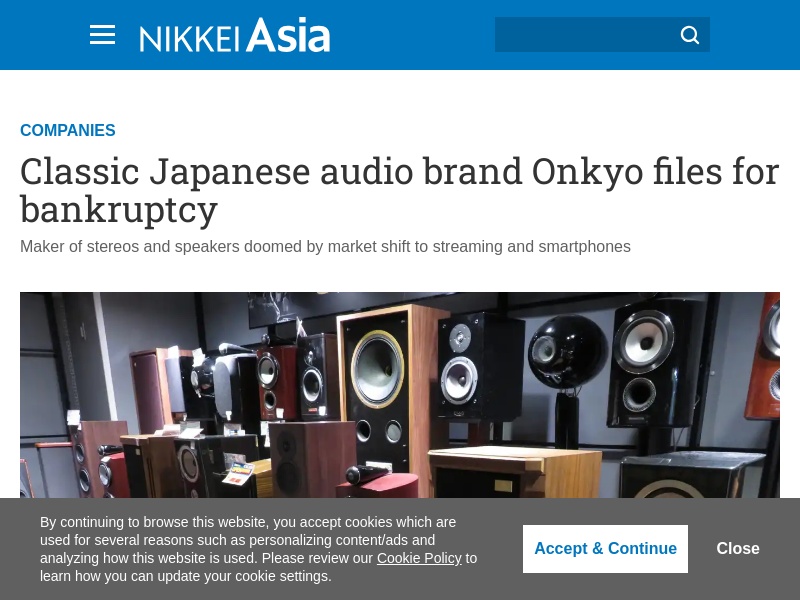 NIKKEI Asia
COMPANIES
Classic Japanese audio brand Onkyo files for
bankruptcy
Maker of stereos and speakers doomed by market shift to streaming and smartphones
By continuing to browse this website, you accept cookies which are
used for several reasons such as personalizing content/ads and
analyzing how this website is used. Please review our Cookie Policy to
learn how you can update your cookie settings.
Accept & Continue
Close